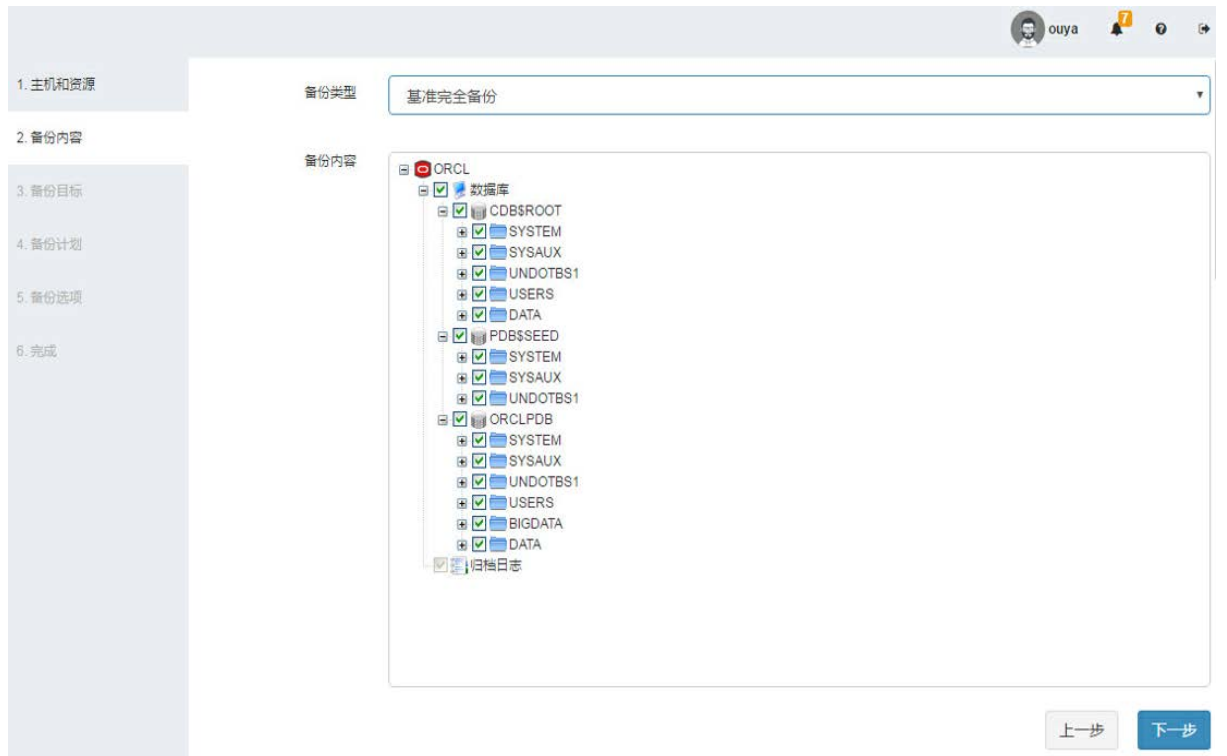 ouya
7
1. 主机和资源
2. 备份内容
3. 备份目标
4. 备份计划
5. 备份选项
6. 完成
备份类型
基准完全备份
备份内容
ORCL
数据库
CDB$ROOT
SYSTEM
SYSAUX
UNDOTBS1
USERS
DATA
PDB$SEED
SYSTEM
SYSAUX
UNDOTBS1
ORCLPDB
SYSTEM
SYSAUX
UNDOTBS1
USERS
BIGDATA
DATA
归档日志
上一步
下一步